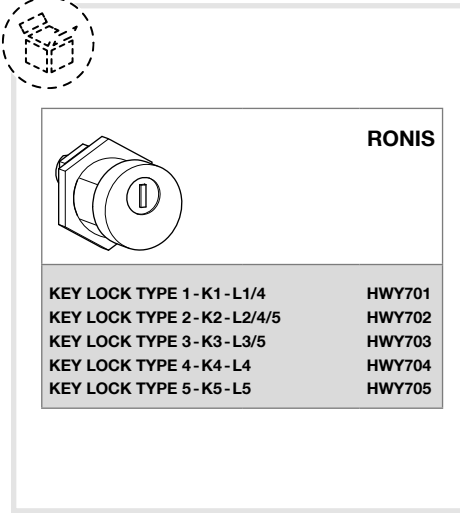 RONIS
KEY LOCK TYPE 1-K1-L1/4 HWY701
KEY LOCK TYPE 2-K2-L2/4/5 HWY702
KEY LOCK TYPE 3-K3-L3/5 HWY703
KEY LOCK TYPE 4-K4-L4 HWY704
KEY LOCK TYPE 5-K5-L5 HWY705